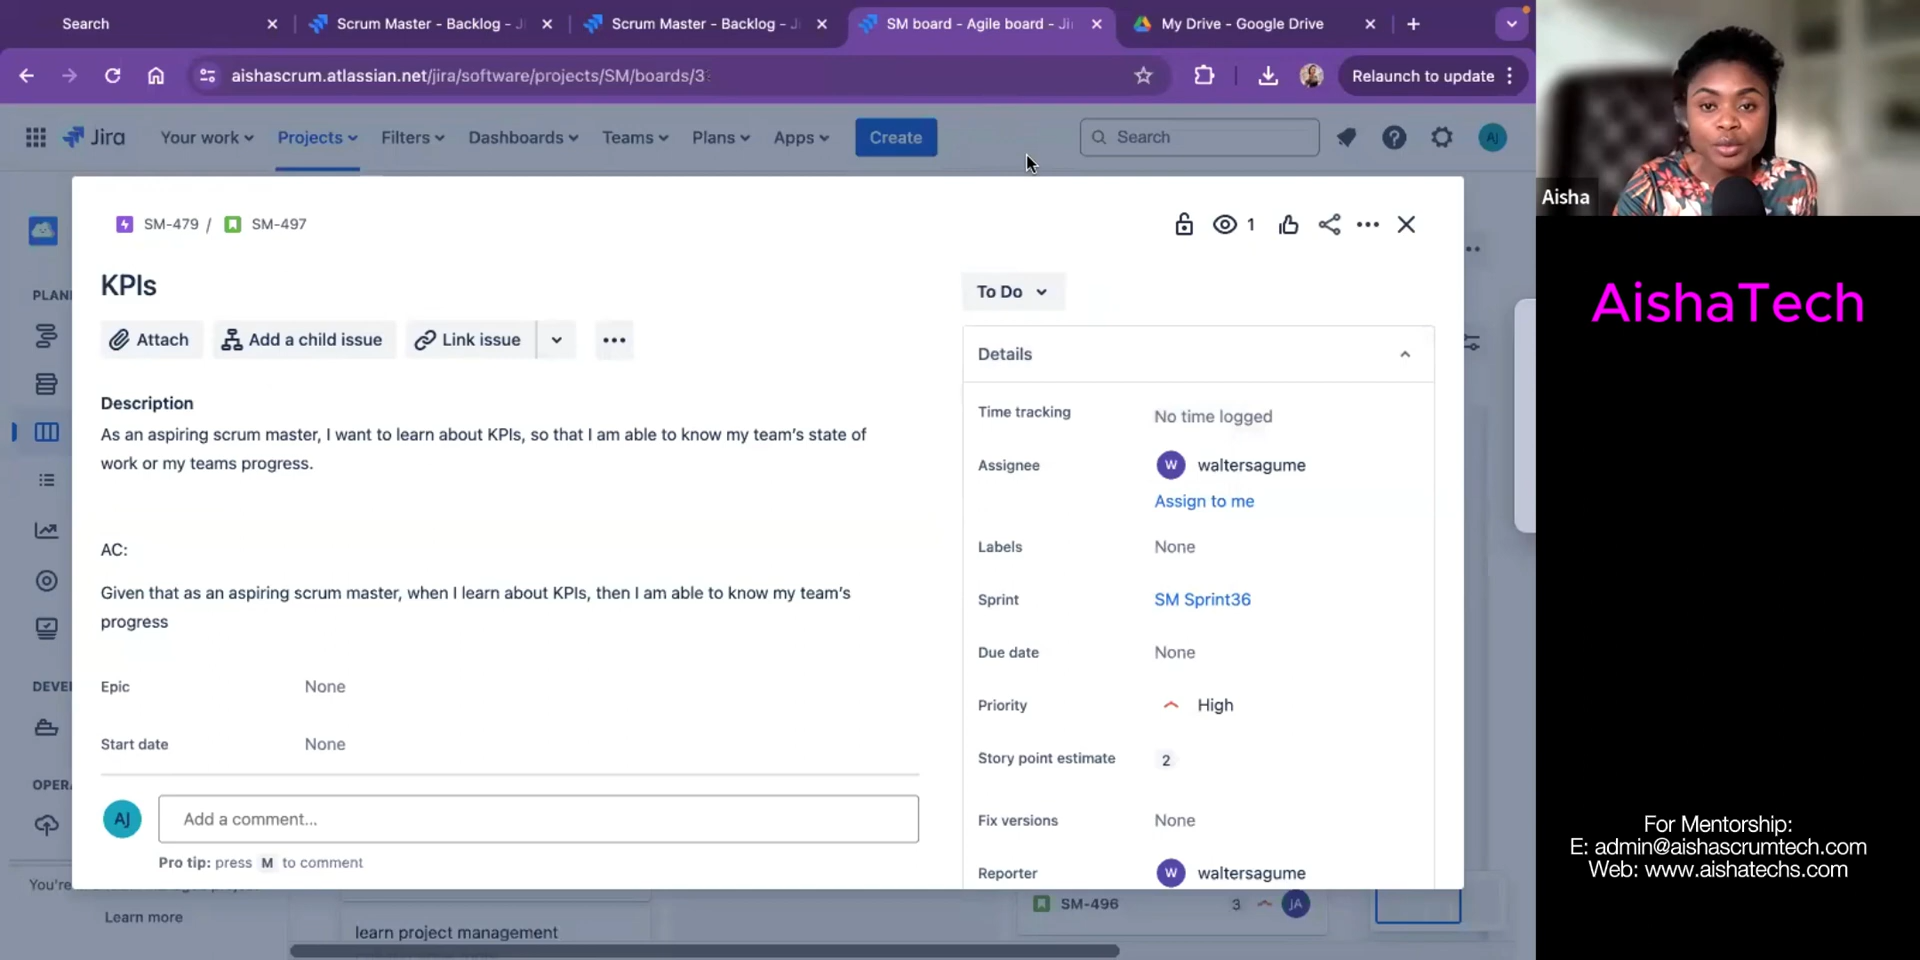 Search
Scrum Master - Backlog - J
Scrum Master - Backlog - Ji
SM board - Agile board - Jir
My Drive - Google Drive
aishascrum.atlassian.net/jira/software/projects/SM/boards/3
Relaunch to update
Jira
Your work
Projects
Filters
Dashboards
Teams
Plans
Apps
Create
Search
AJ
Aisha
SM-479 / SM-497
1
KPIs
To Do
Attach
Add a child issue
Link issue
Details
Description
As an aspiring scrum master, I want to learn about KPIs, so that I am able to know my team's state of
work or my teams progress.
AC:
Given that as an aspiring scrum master, when I learn about KPIs, then I am able to know my team's
progress
Epic None
Start date None
AJ
Add a comment...
Pro tip: press M to comment
Time tracking No time logged
Assignee W waltersagume
Assign to me
Labels None
Sprint SM Sprint36
Due date None
Priority High
Story point estimate 2
Fix versions None
Reporter W waltersagume
PLAN
DEVE
OPER
You're
Learn more
learn project management
SM-496 3 JA
AishaTech
For Mentorship:
E: admin@aishascrumtech.com
Web: www.aishatechs.com